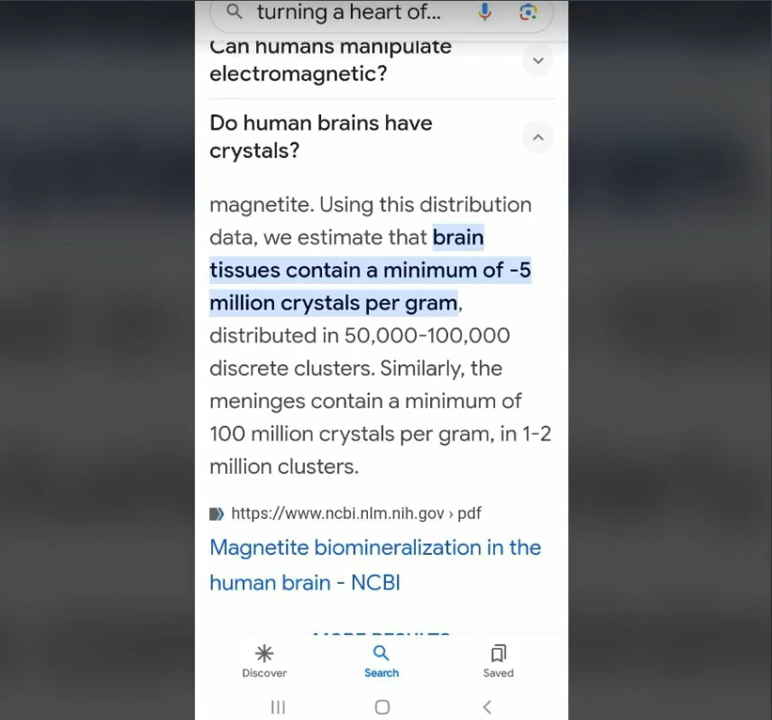 turning a heart of...
Can humans manipulate
electromagnetic?
Do human brains have
crystals?
magnetite. Using this distribution
data, we estimate that brain
tissues contain a minimum of -5
million crystals per gram,
distributed in 50,000-100,000
discrete clusters. Similarly, the
meninges contain a minimum of
100 million crystals per gram, in 1-2
million clusters.
https://www.ncbi.nlm.nih.gov › pdf
Magnetite biomineralization in the
human brain - NCBI
MORE RESULTS
Discover Search Saved